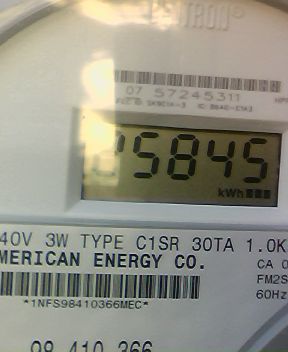 07 57245311
5845
kWh
40V 3W TYPE C1SR 30TA 1.0K
MERICAN ENERGY CO.
CA 0
FM2S
60Hz
*1NFS98410366MEC*
98 410 366